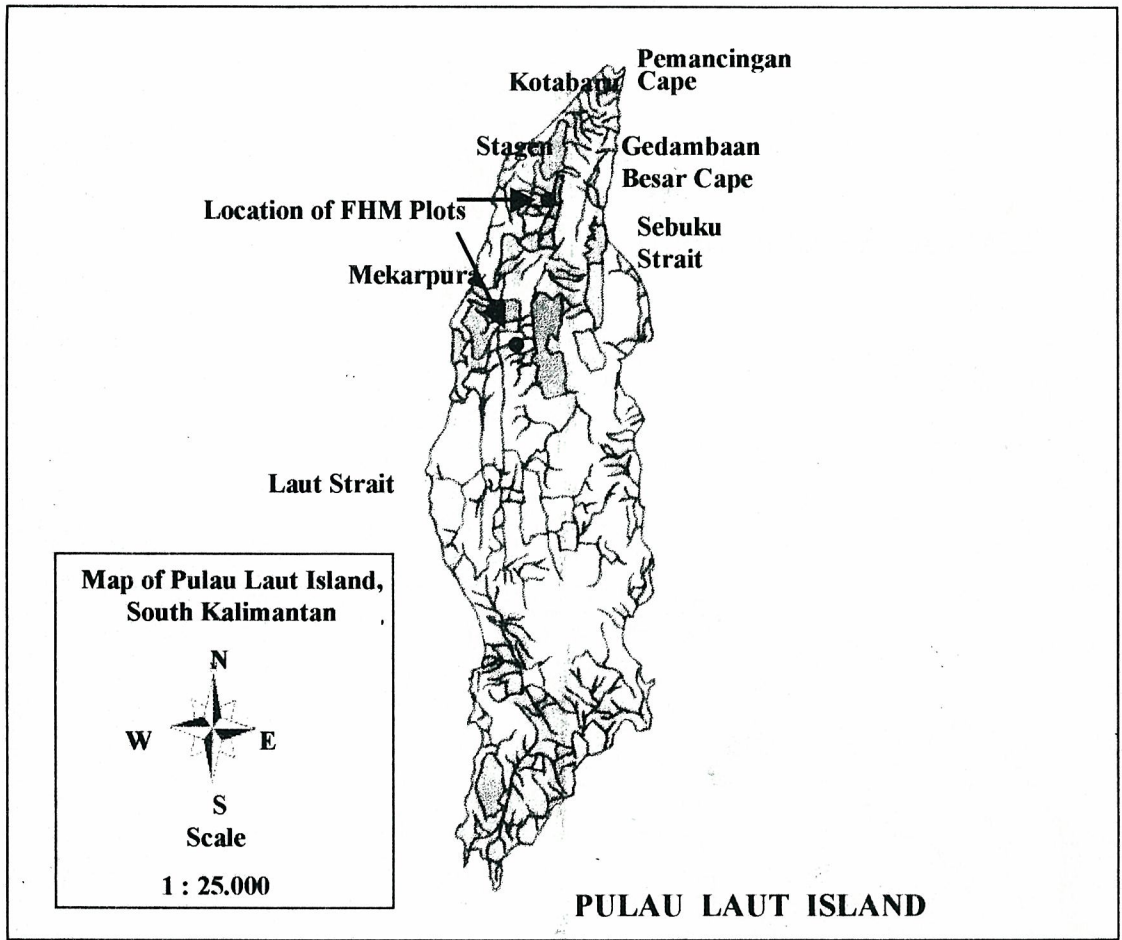 Pemancingan
Cape
Kotabaru
Stagen
Gedambaan
Besar Cape
Location of FHM Plots
Sebuku
Strait
Mekarpura
Laut Strait
Map of Pulau Laut Island,
South Kalimantan
N
W
E
S
Scale
1 : 25.000
PULAU LAUT ISLAND